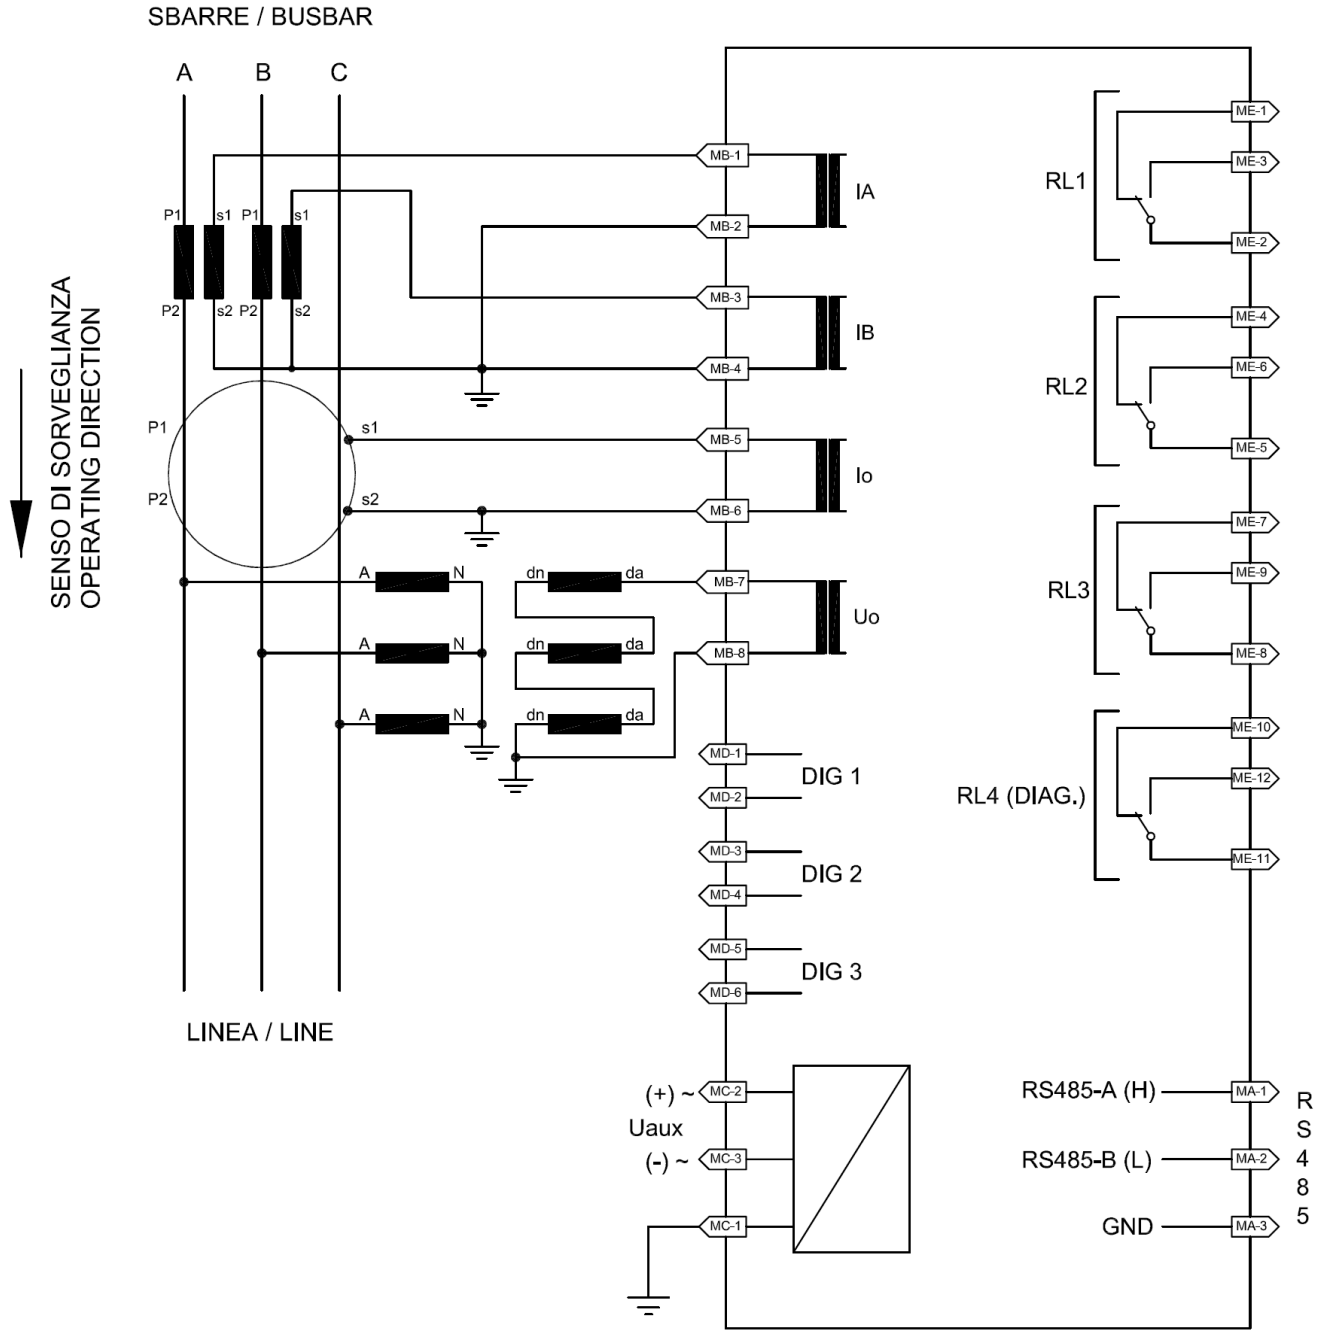 SBARRE / BUSBAR
A B C
SENSO DI SORVEGLIANZA
OPERATING DIRECTION
P1 s1 P1 s1
P2 s2 P2 s2
P1 s1
P2 s2
A N dn da
A N dn da
A N dn da
LINEA / LINE
MB-1
IA
MB-2
MB-3
IB
MB-4
MB-5
Io
MB-6
MB-7
Uo
MB-8
MD-1
DIG 1
MD-2
MD-3
DIG 2
MD-4
MD-5
DIG 3
MD-6
(+) ~ MC-2
Uaux
(-) ~ MC-3
MC-1
ME-1
RL1 ME-3
ME-2
ME-4
RL2 ME-6
ME-5
ME-7
RL3 ME-9
ME-8
ME-10
RL4 (DIAG.) ME-12
ME-11
RS485-A (H) MA-1
RS485-B (L) MA-2
GND MA-3
R
S
4
8
5